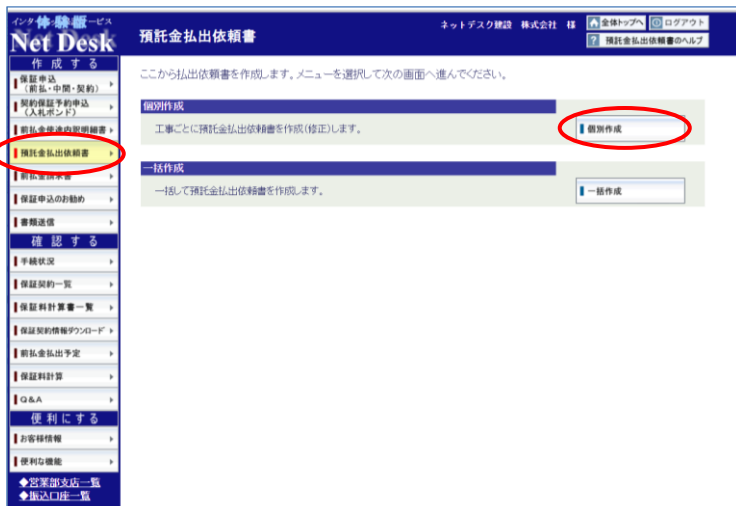 インタ体験版ービス
Net Desk
預託金払出依頼書
ネットデスク建設 株式会社 様
全体トップへ
ログアウト
? 預託金払出依頼書のヘルプ
作成する
保証申込
(前払・中間・契約)
契約保証予約申込
(入札ボンド)
前払金使途内訳明細書
預託金払出依頼書
前払金請求書
保証申込のお勧め
書類送信
確認する
手続状況
保証契約一覧
保証料計算書一覧
保証契約情報ダウンロード
前払金払出予定
保証料計算
Q&A
便利にする
お客様情報
便利な機能
◆営業部支店一覧
◆振込口座一覧
ここから払出依頼書を作成します。メニューを選択して次の画面へ進んでください。
個別作成
工事ごとに預託金払出依頼書を作成(修正)します。
個別作成
一括作成
一括して預託金払出依頼書を作成します。
一括作成